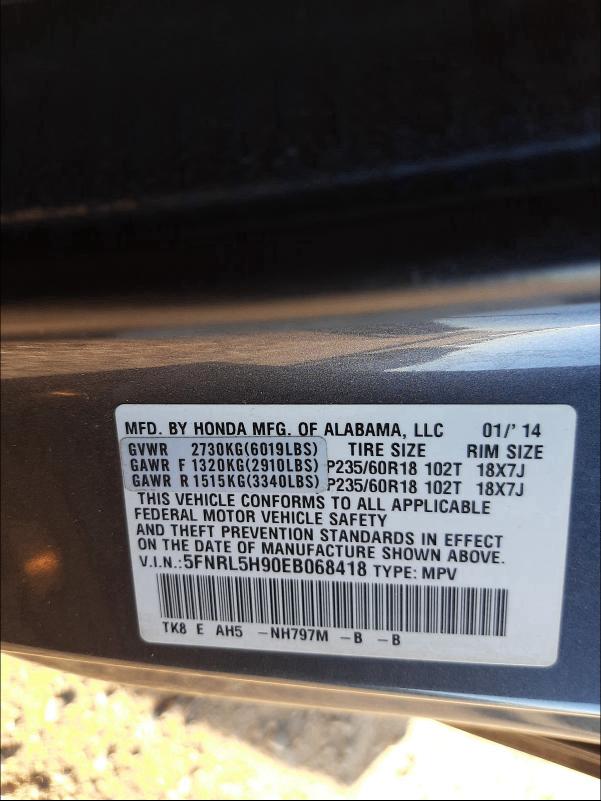 MFD. BY HONDA MFG. OF ALABAMA, LLC 01/' 14
GVWR 2730KG(6019LBS) TIRE SIZE RIM SIZE
GAWR F 1320KG(2910LBS) P235/60R18 102T 18X7J
GAWR R 1515KG(3340LBS) P235/60R18 102T 18X7J
THIS VEHICLE CONFORMS TO ALL APPLICABLE
FEDERAL MOTOR VEHICLE SAFETY
AND THEFT PREVENTION STANDARDS IN EFFECT
ON THE DATE OF MANUFACTURE SHOWN ABOVE.
V.I.N.:5FNRL5H90EB068418 TYPE: MPV
TK8 E AH5 -NH797M -B -B